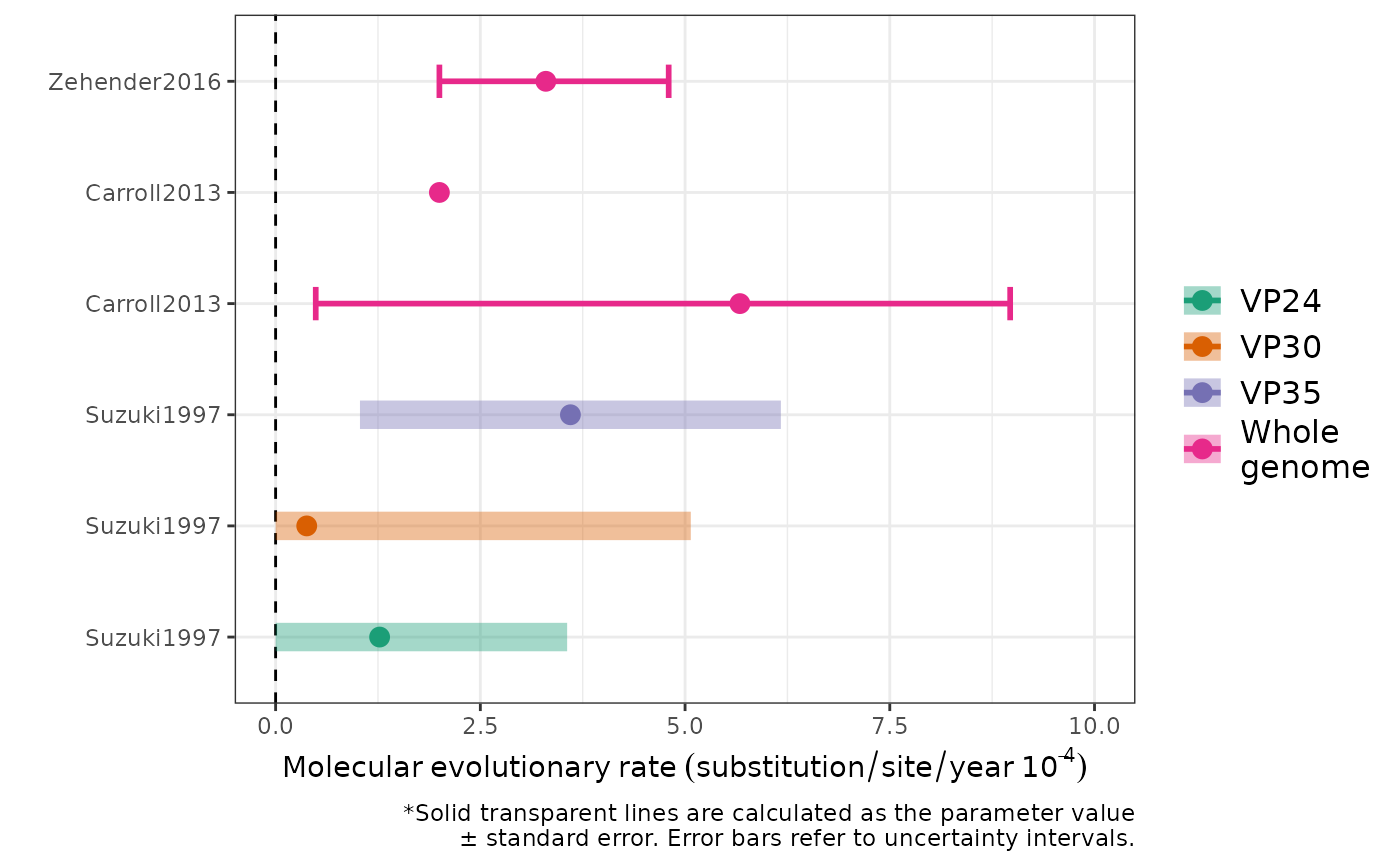 Zehender2016
Carroll2013
Carroll2013
Suzuki1997
Suzuki1997
Suzuki1997
0.0 2.5 5.0 7.5 10.0
Molecular evolutionary rate (substitution/site/year 10⁻⁴)
*Solid transparent lines are calculated as the parameter value
± standard error. Error bars refer to uncertainty intervals.
VP24
VP30
VP35
Whole
genome